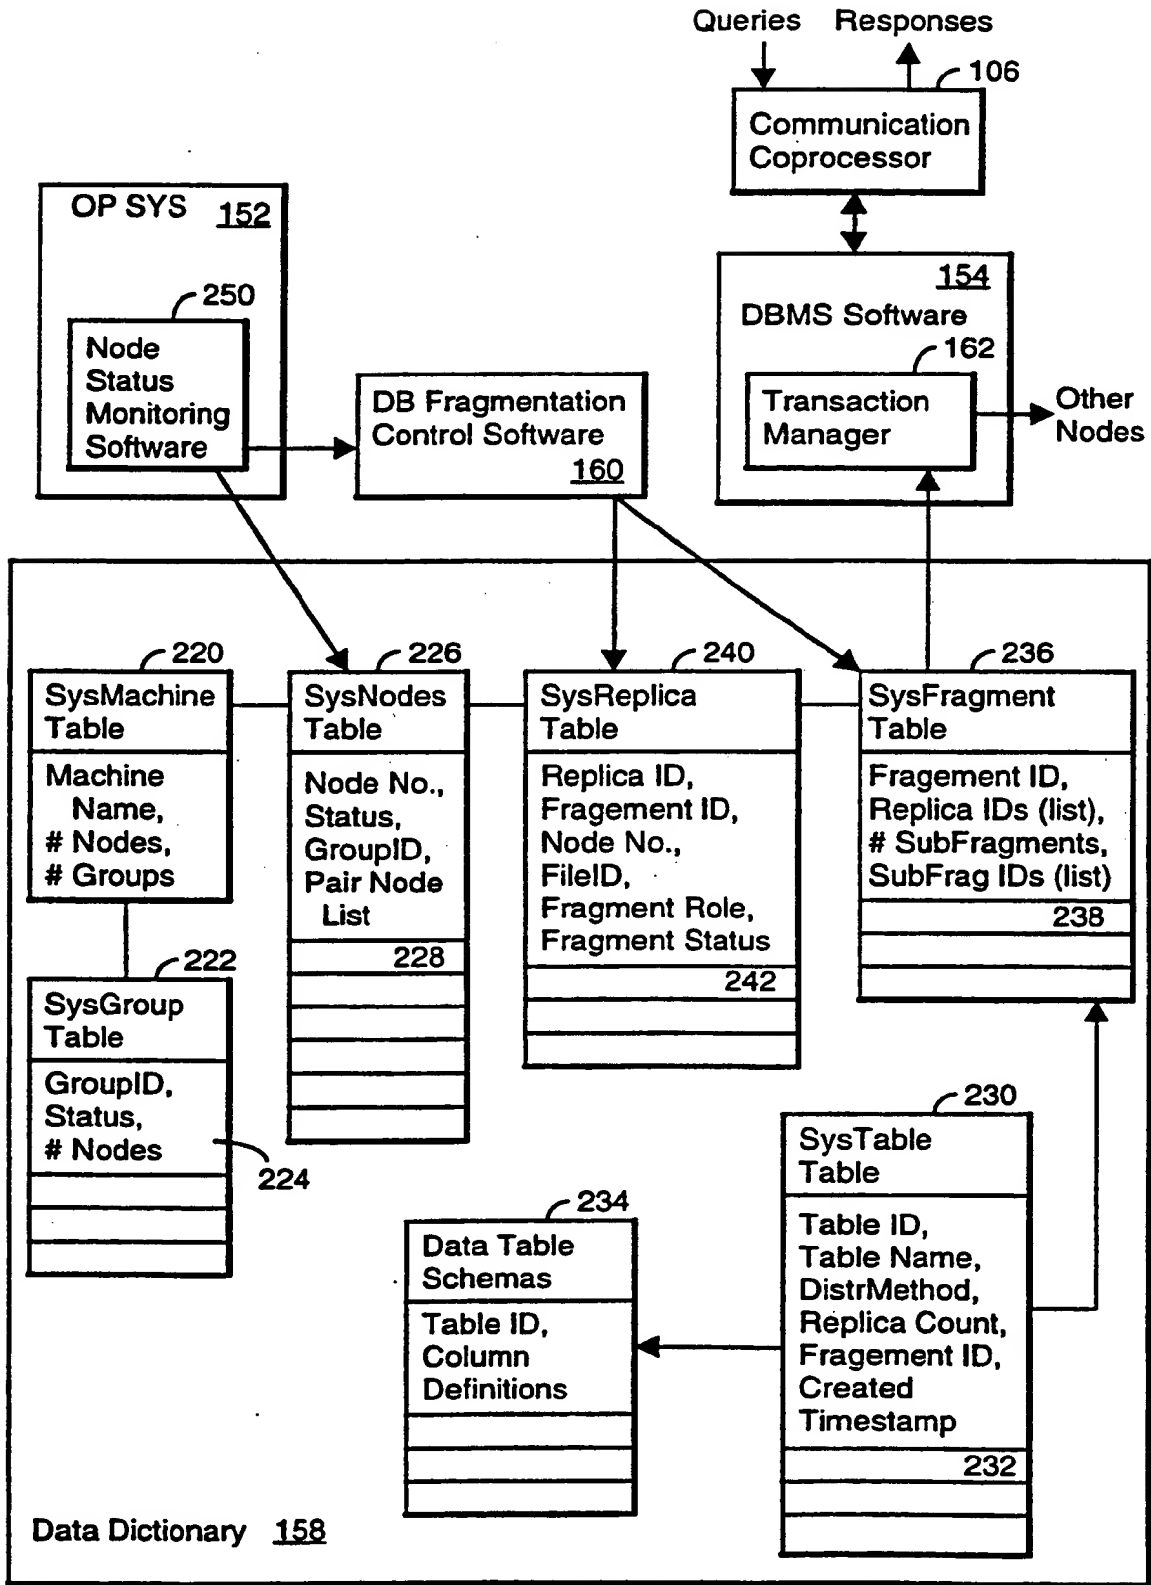 Queries Responses
106
Communication
Coprocessor
OP SYS 152
250
Node
Status
Monitoring
Software
DB Fragmentation
Control Software
160
154
DBMS Software
162
Transaction
Manager
Other
Nodes
220
SysMachine
Table
Machine
Name,
# Nodes,
# Groups
226
SysNodes
Table
Node No.,
Status,
GroupID,
Pair Node
List
228
240
SysReplica
Table
Replica ID,
Fragement ID,
Node No.,
FileID,
Fragment Role,
Fragment Status
242
236
SysFragment
Table
Fragement ID,
Replica IDs (list),
# SubFragments,
SubFrag IDs (list)
238
222
SysGroup
Table
GroupID,
Status,
# Nodes
224
234
Data Table
Schemas
Table ID,
Column
Definitions
230
SysTable
Table
Table ID,
Table Name,
DistrMethod,
Replica Count,
Fragement ID,
Created
Timestamp
232
Data Dictionary 158